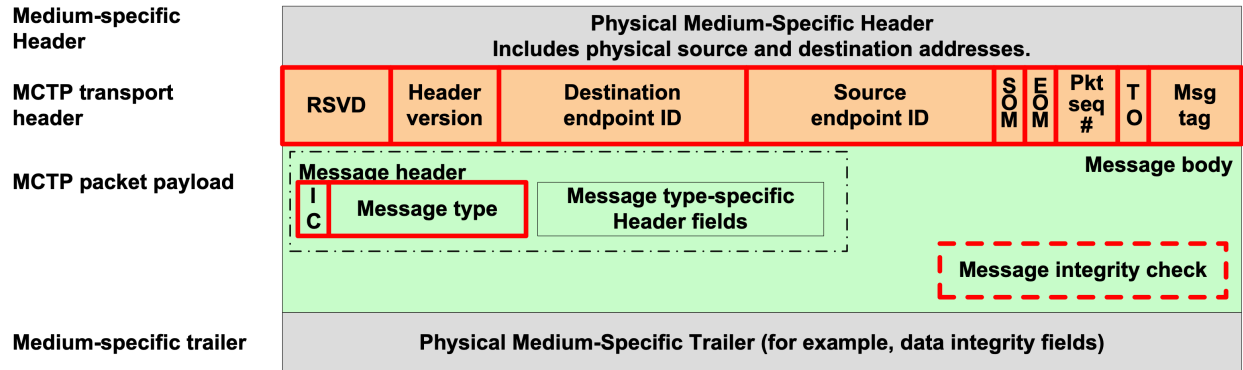 Medium-specific
Header
Physical Medium-Specific Header
Includes physical source and destination addresses.
MCTP transport
header
RSVD
Header
version
Destination
endpoint ID
Source
endpoint ID
S
O
M
E
O
M
Pkt
seq
#
T
O
Msg
tag
MCTP packet payload
Message header
Message body
I
C
Message type
Message type-specific
Header fields
Message integrity check
Medium-specific trailer
Physical Medium-Specific Trailer (for example, data integrity fields)